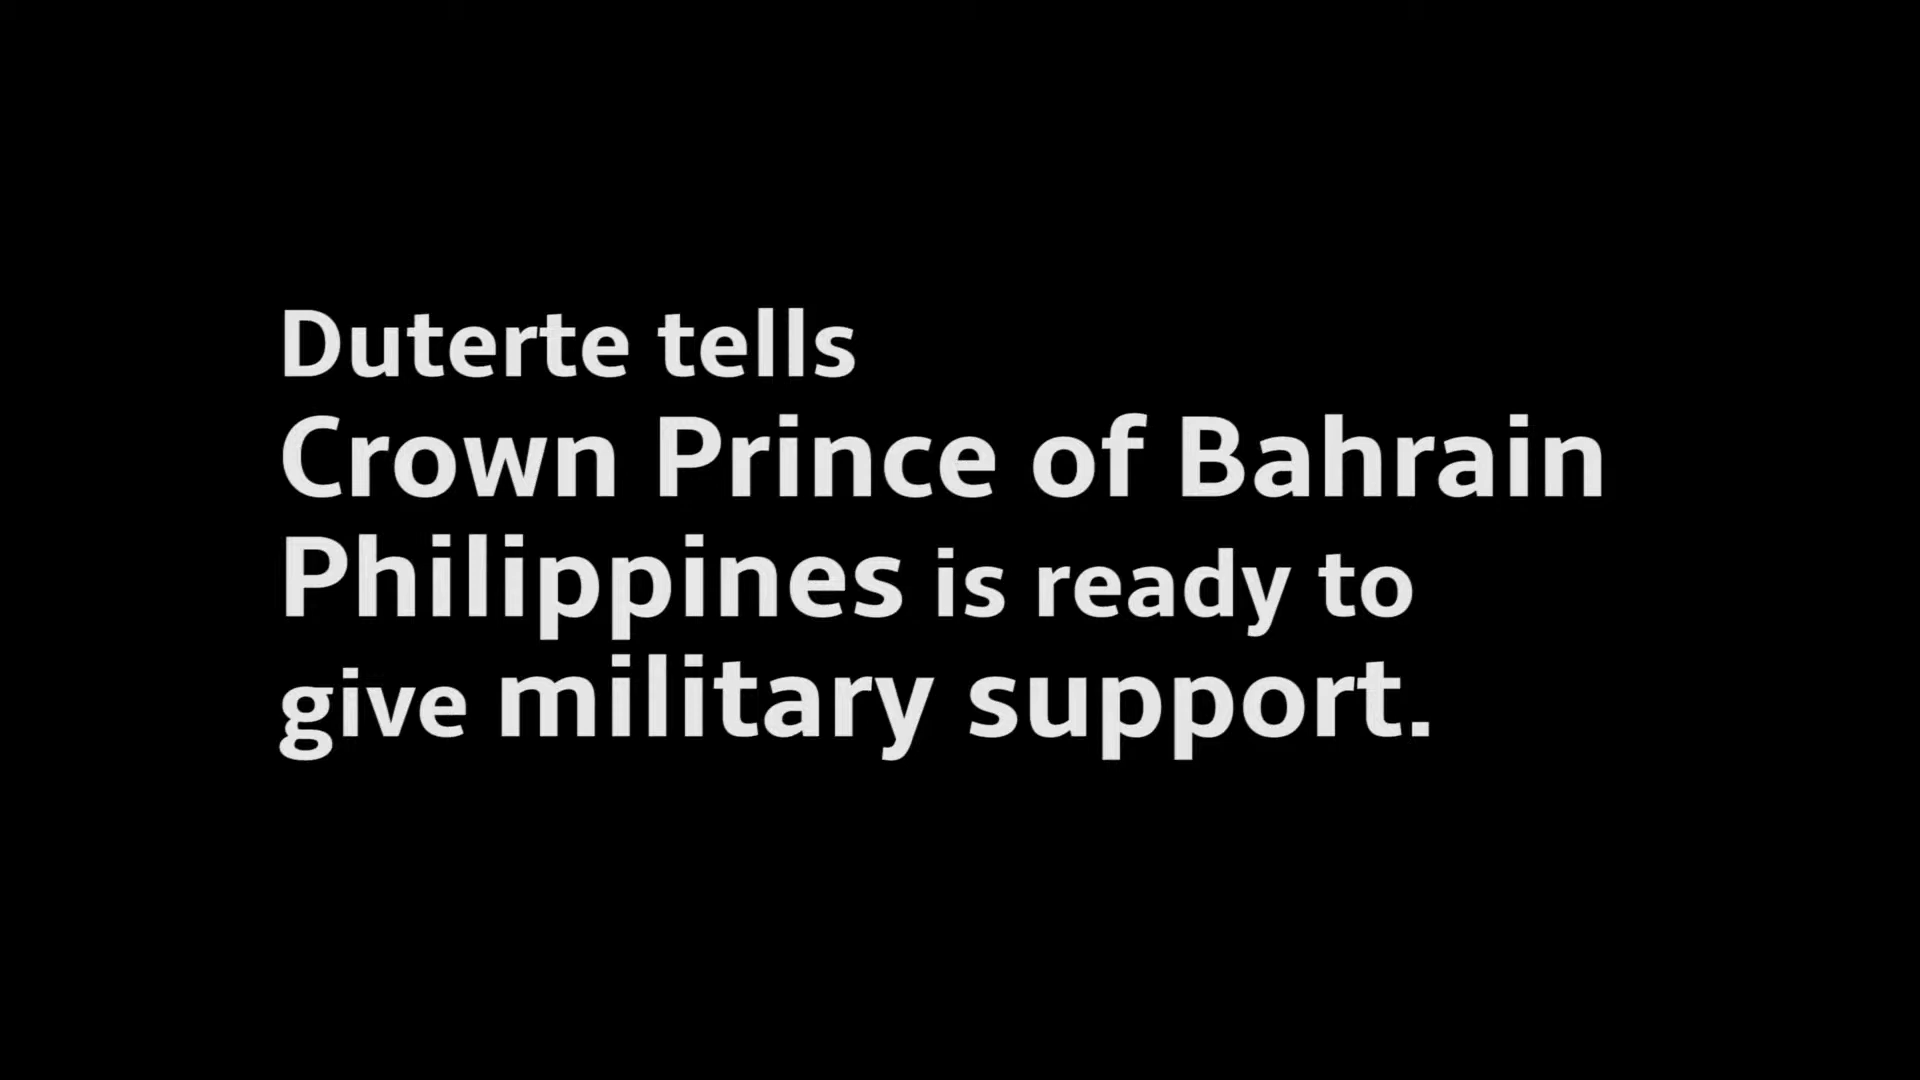 Duterte tells
Crown Prince of Bahrain
Philippines is ready to
give military support.